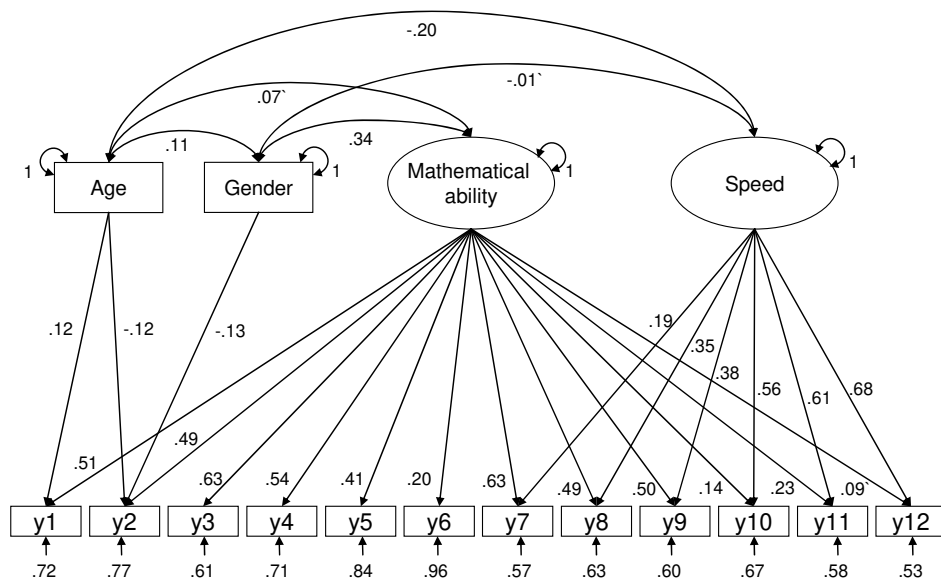 -.20
.07`
-.01`
.11
.34
1
1
1
1
Age
Gender
Mathematical
ability
Speed
.12
-.12
-.13
.19
.35
.38
.56
.61
.68
.51
.49
.63
.54
.41
.20
.63
.49
.50
.14
.23
.09`
y1
y2
y3
y4
y5
y6
y7
y8
y9
y10
y11
y12
.72
.77
.61
.71
.84
.96
.57
.63
.60
.67
.58
.53